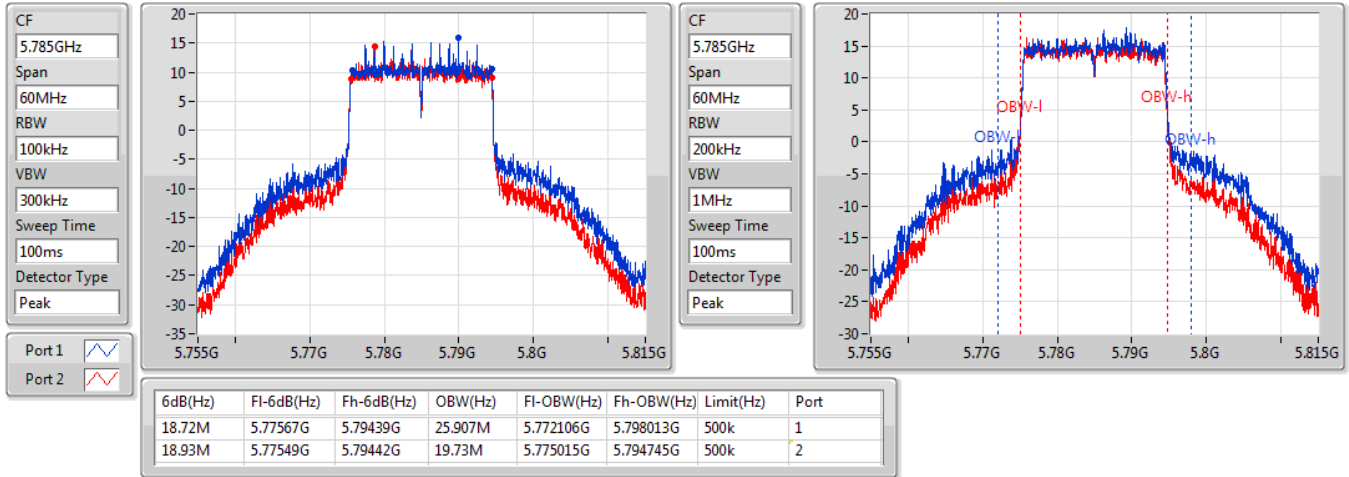 CF
5.785GHz
Span
60MHz
RBW
100kHz
VBW
300kHz
Sweep Time
100ms
Detector Type
Peak
Port 1
Port 2
20
15
10
5
0
-5
-10
-15
-20
-25
-30
-35
5.755G 5.77G 5.78G 5.79G 5.8G 5.815G
CF
5.785GHz
Span
60MHz
RBW
200kHz
VBW
1MHz
Sweep Time
100ms
Detector Type
Peak
20
15
10
5
0
-5
-10
-15
-20
-25
-30
OBW-l
OBW-h
OBW-
OBW-h
5.755G 5.77G 5.78G 5.79G 5.8G 5.815G
6dB(Hz) Fl-6dB(Hz) Fh-6dB(Hz) OBW(Hz) Fl-OBW(Hz) Fh-OBW(Hz) Limit(Hz) Port
18.72M 5.77567G 5.79439G 25.907M 5.772106G 5.798013G 500k 1
18.93M 5.77549G 5.79442G 19.73M 5.775015G 5.794745G 500k 2